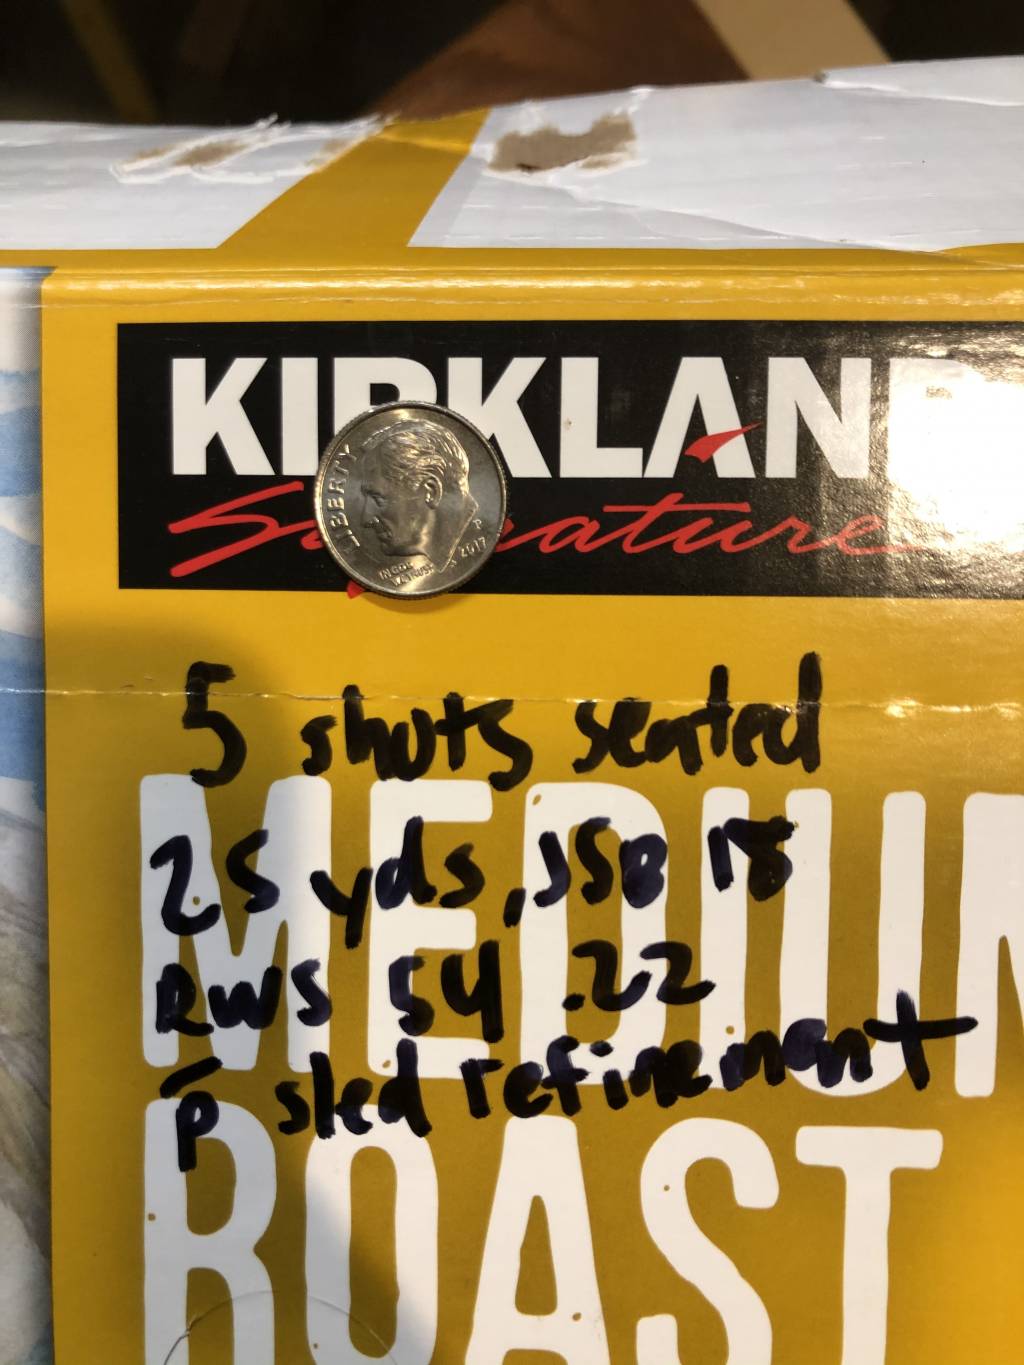 KIRKLAN
Signature
LIBERTY
IN GOD
WE TRUST
P
2017
5 shots seated
25 yds, JSB 18
RWS 54 .22
p̄ sled refinement
MEDIUM
ROAST